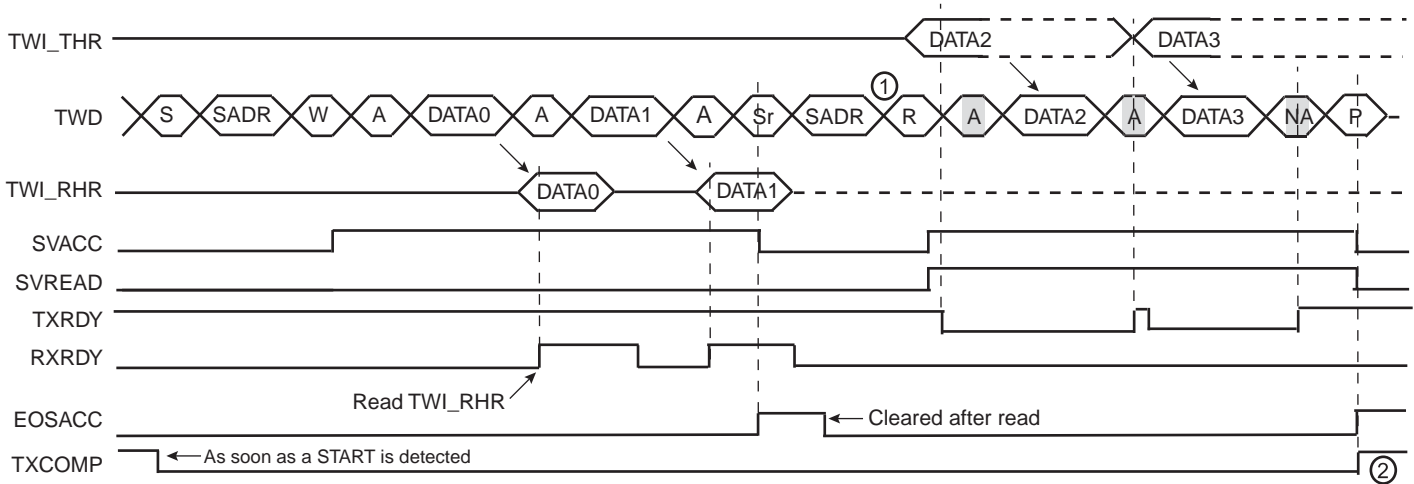 TWI_THR DATA2 DATA3
①
TWD S SADR W A DATA0 A DATA1 A Sr SADR R A DATA2 A DATA3 NA P
TWI_RHR DATA0 DATA1
SVACC
SVREAD
TXRDY
RXRDY
Read TWI_RHR
EOSACC Cleared after read
As soon as a START is detected
TXCOMP ②